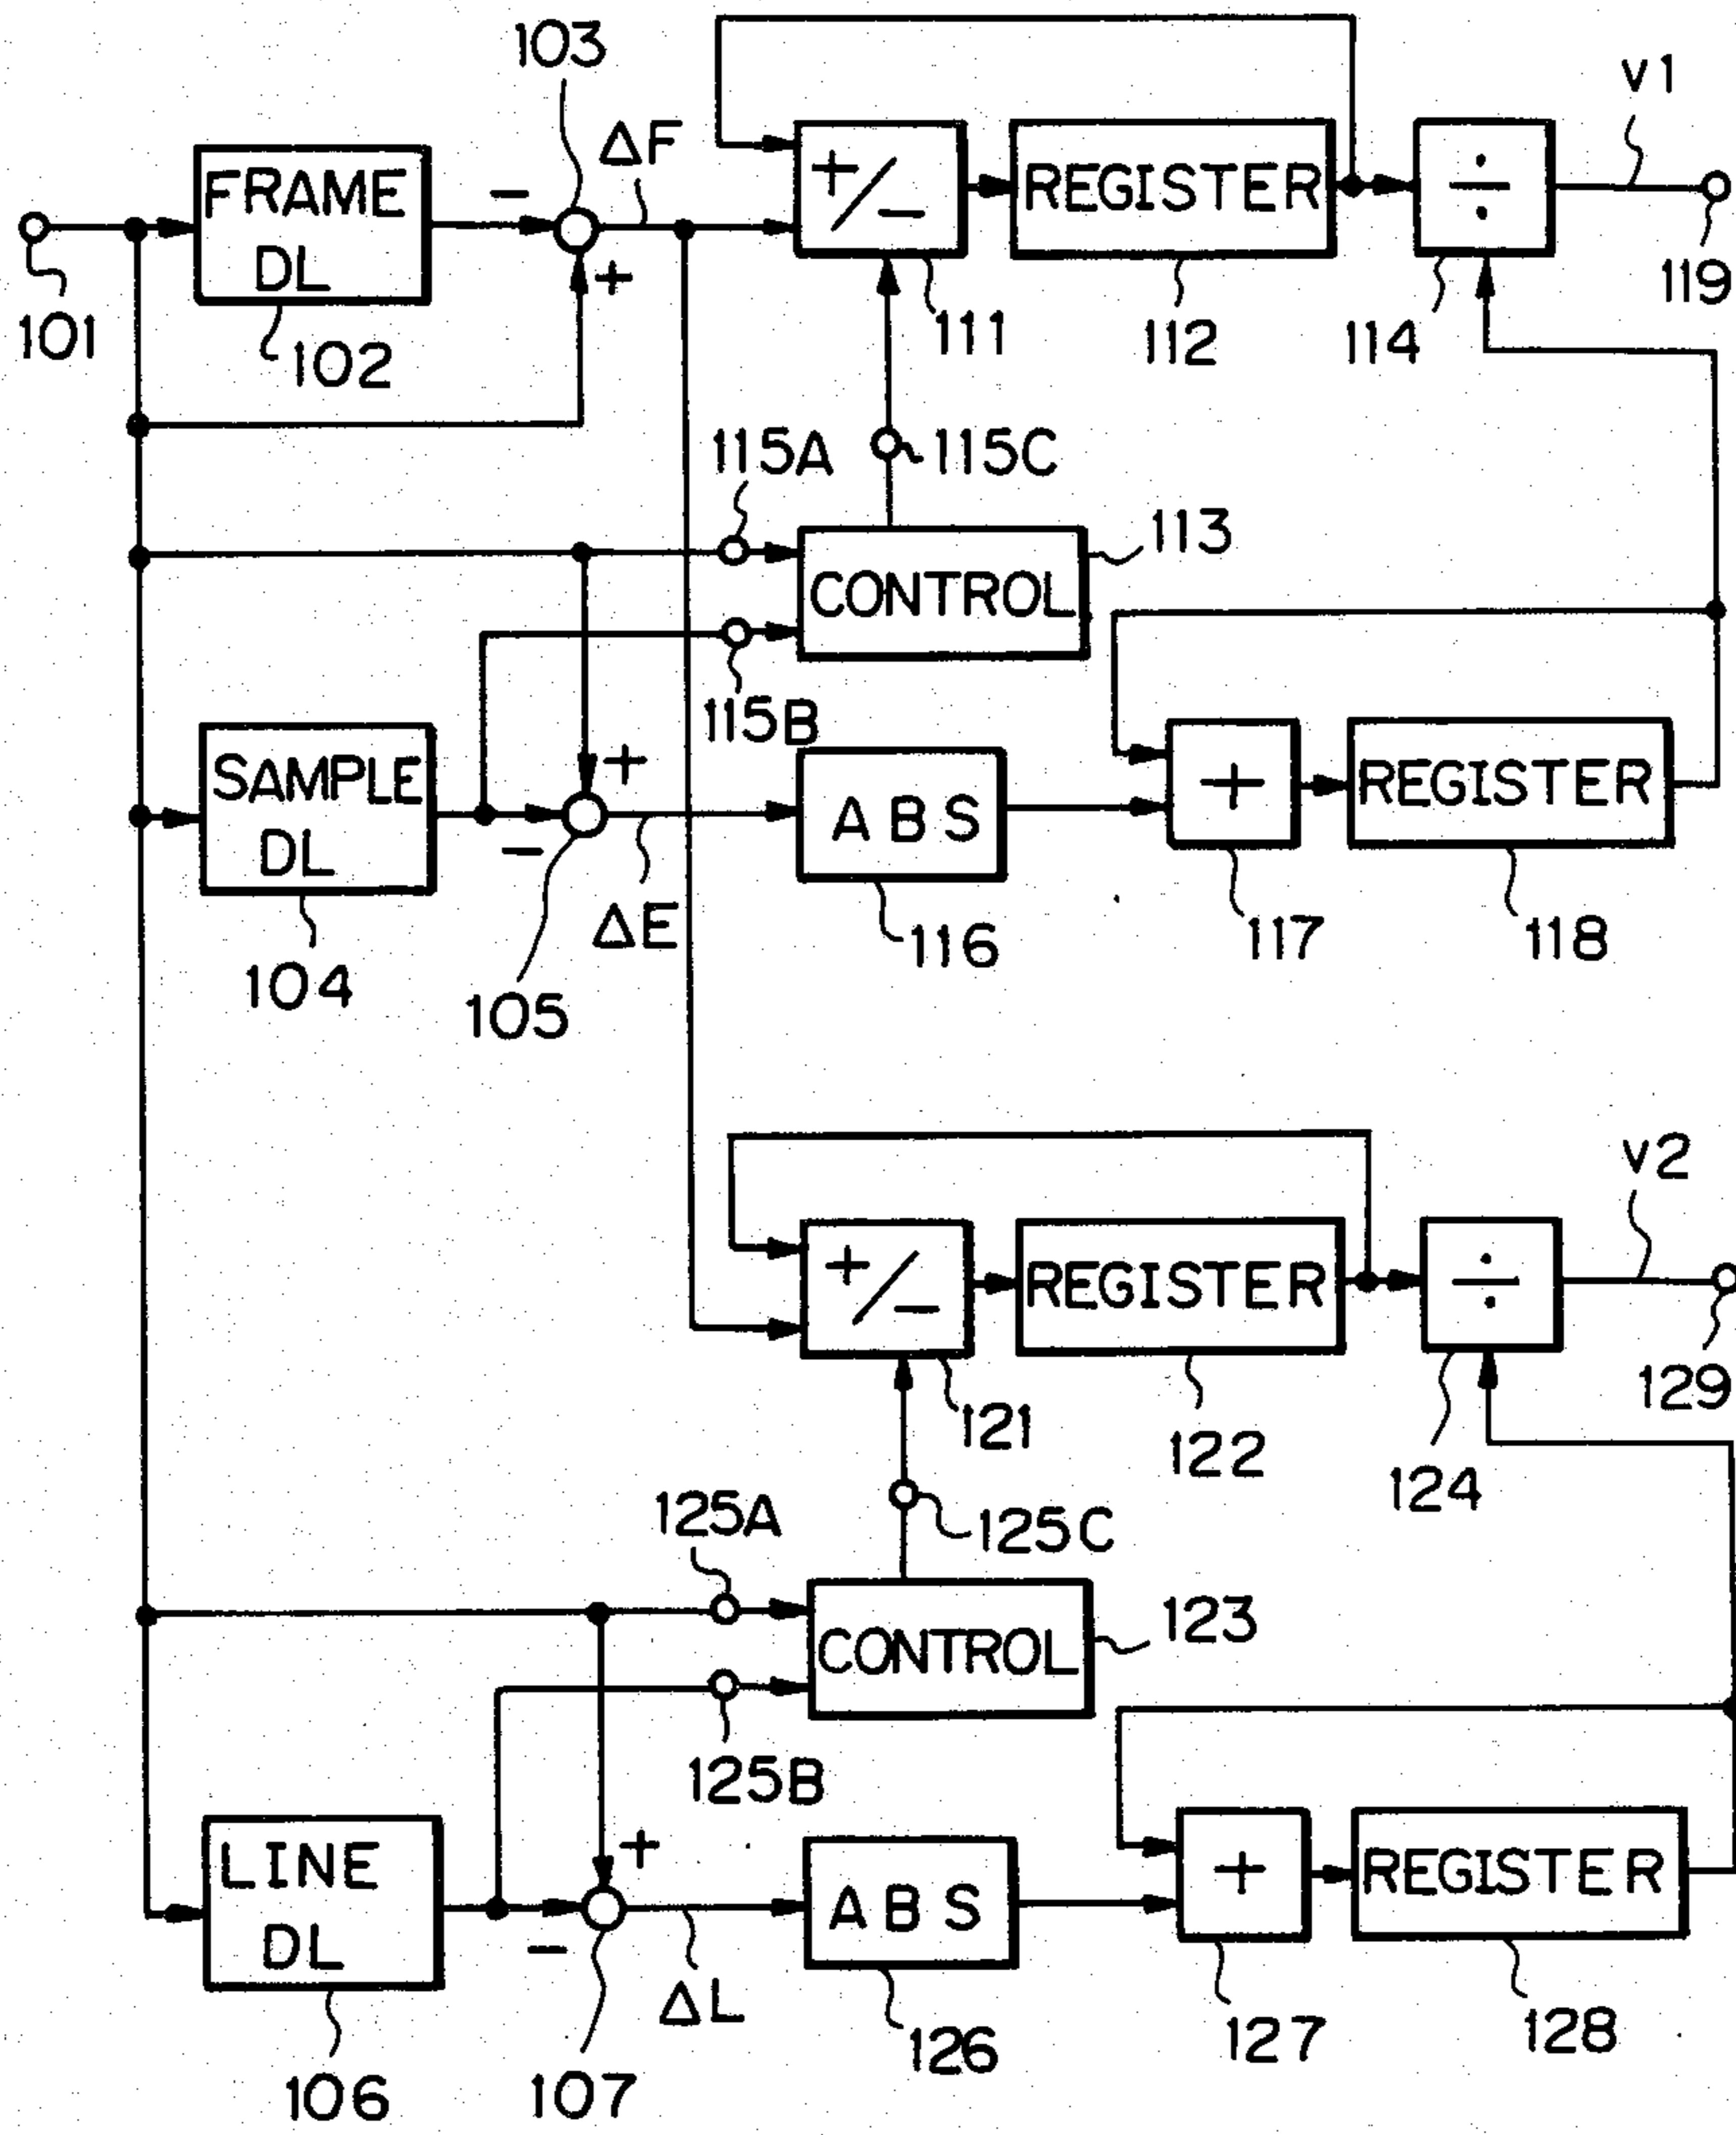 103
v1
ΔF
FRAME
DL
−
+
+/−
REGISTER
÷
101
102
111
112
114
119
115A
115C
113
CONTROL
115B
SAMPLE
DL
+
−
ABS
+
REGISTER
ΔE
104
105
116
117
118
v2
+/−
REGISTER
÷
121
122
124
129
125A
125C
123
CONTROL
125B
LINE
DL
+
−
ABS
+
REGISTER
ΔL
106
107
126
127
128